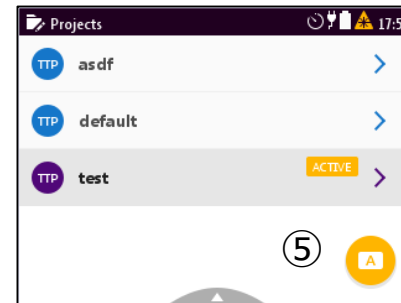 Projects 17:5
TTP asdf
TTP default
TTP test ACTIVE
⑤ A